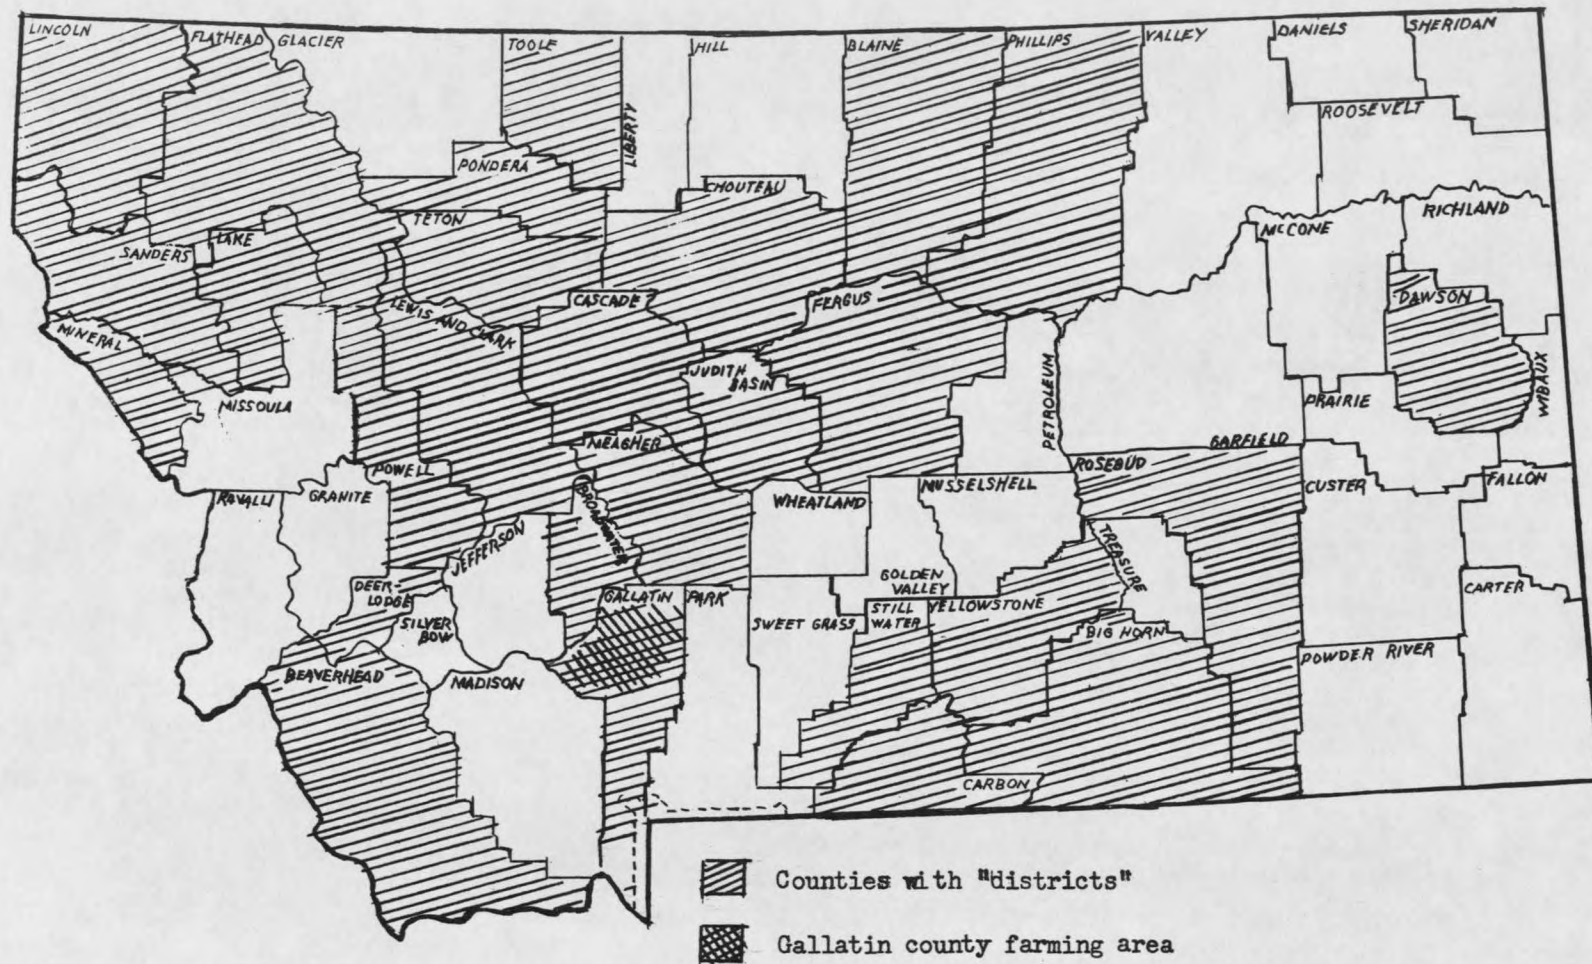 LINCOLN
FLATHEAD
GLACIER
TOOLE
LIBERTY
HILL
BLAINE
PHILLIPS
VALLEY
DANIELS
SHERIDAN
ROOSEVELT
PONDERA
CHOUTEAU
TETON
SANDERS
LAKE
McCONE
RICHLAND
MINERAL
LEWIS AND CLARK
CASCADE
FERGUS
DAWSON
MISSOULA
JUDITH
BASIN
PETROLEUM
PRAIRIE
WIBAUX
MEAGHER
GARFIELD
POWELL
ROSEBUD
RAVALLI
GRANITE
BROADWATER
WHEATLAND
MUSSELSHELL
CUSTER
FALLON
JEFFERSON
TREASURE
DEER-
LODGE
GALLATIN
PARK
GOLDEN
VALLEY
CARTER
SILVER
BOW
SWEET GRASS
STILL
WATER
YELLOWSTONE
BIG HORN
BEAVERHEAD
MADISON
POWDER RIVER
CARBON
Counties with "districts"
Gallatin county farming area